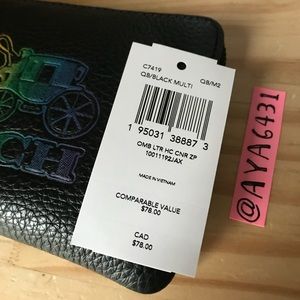 C7419
QB/BLACK MULTI QB/M2
1 95031 38887 3
OMB LTR HC CNR ZP
10011192JAX
MADE IN VIETNAM
COMPARABLE VALUE
$78.00
CAD
$78.00
CH
@AYA6431